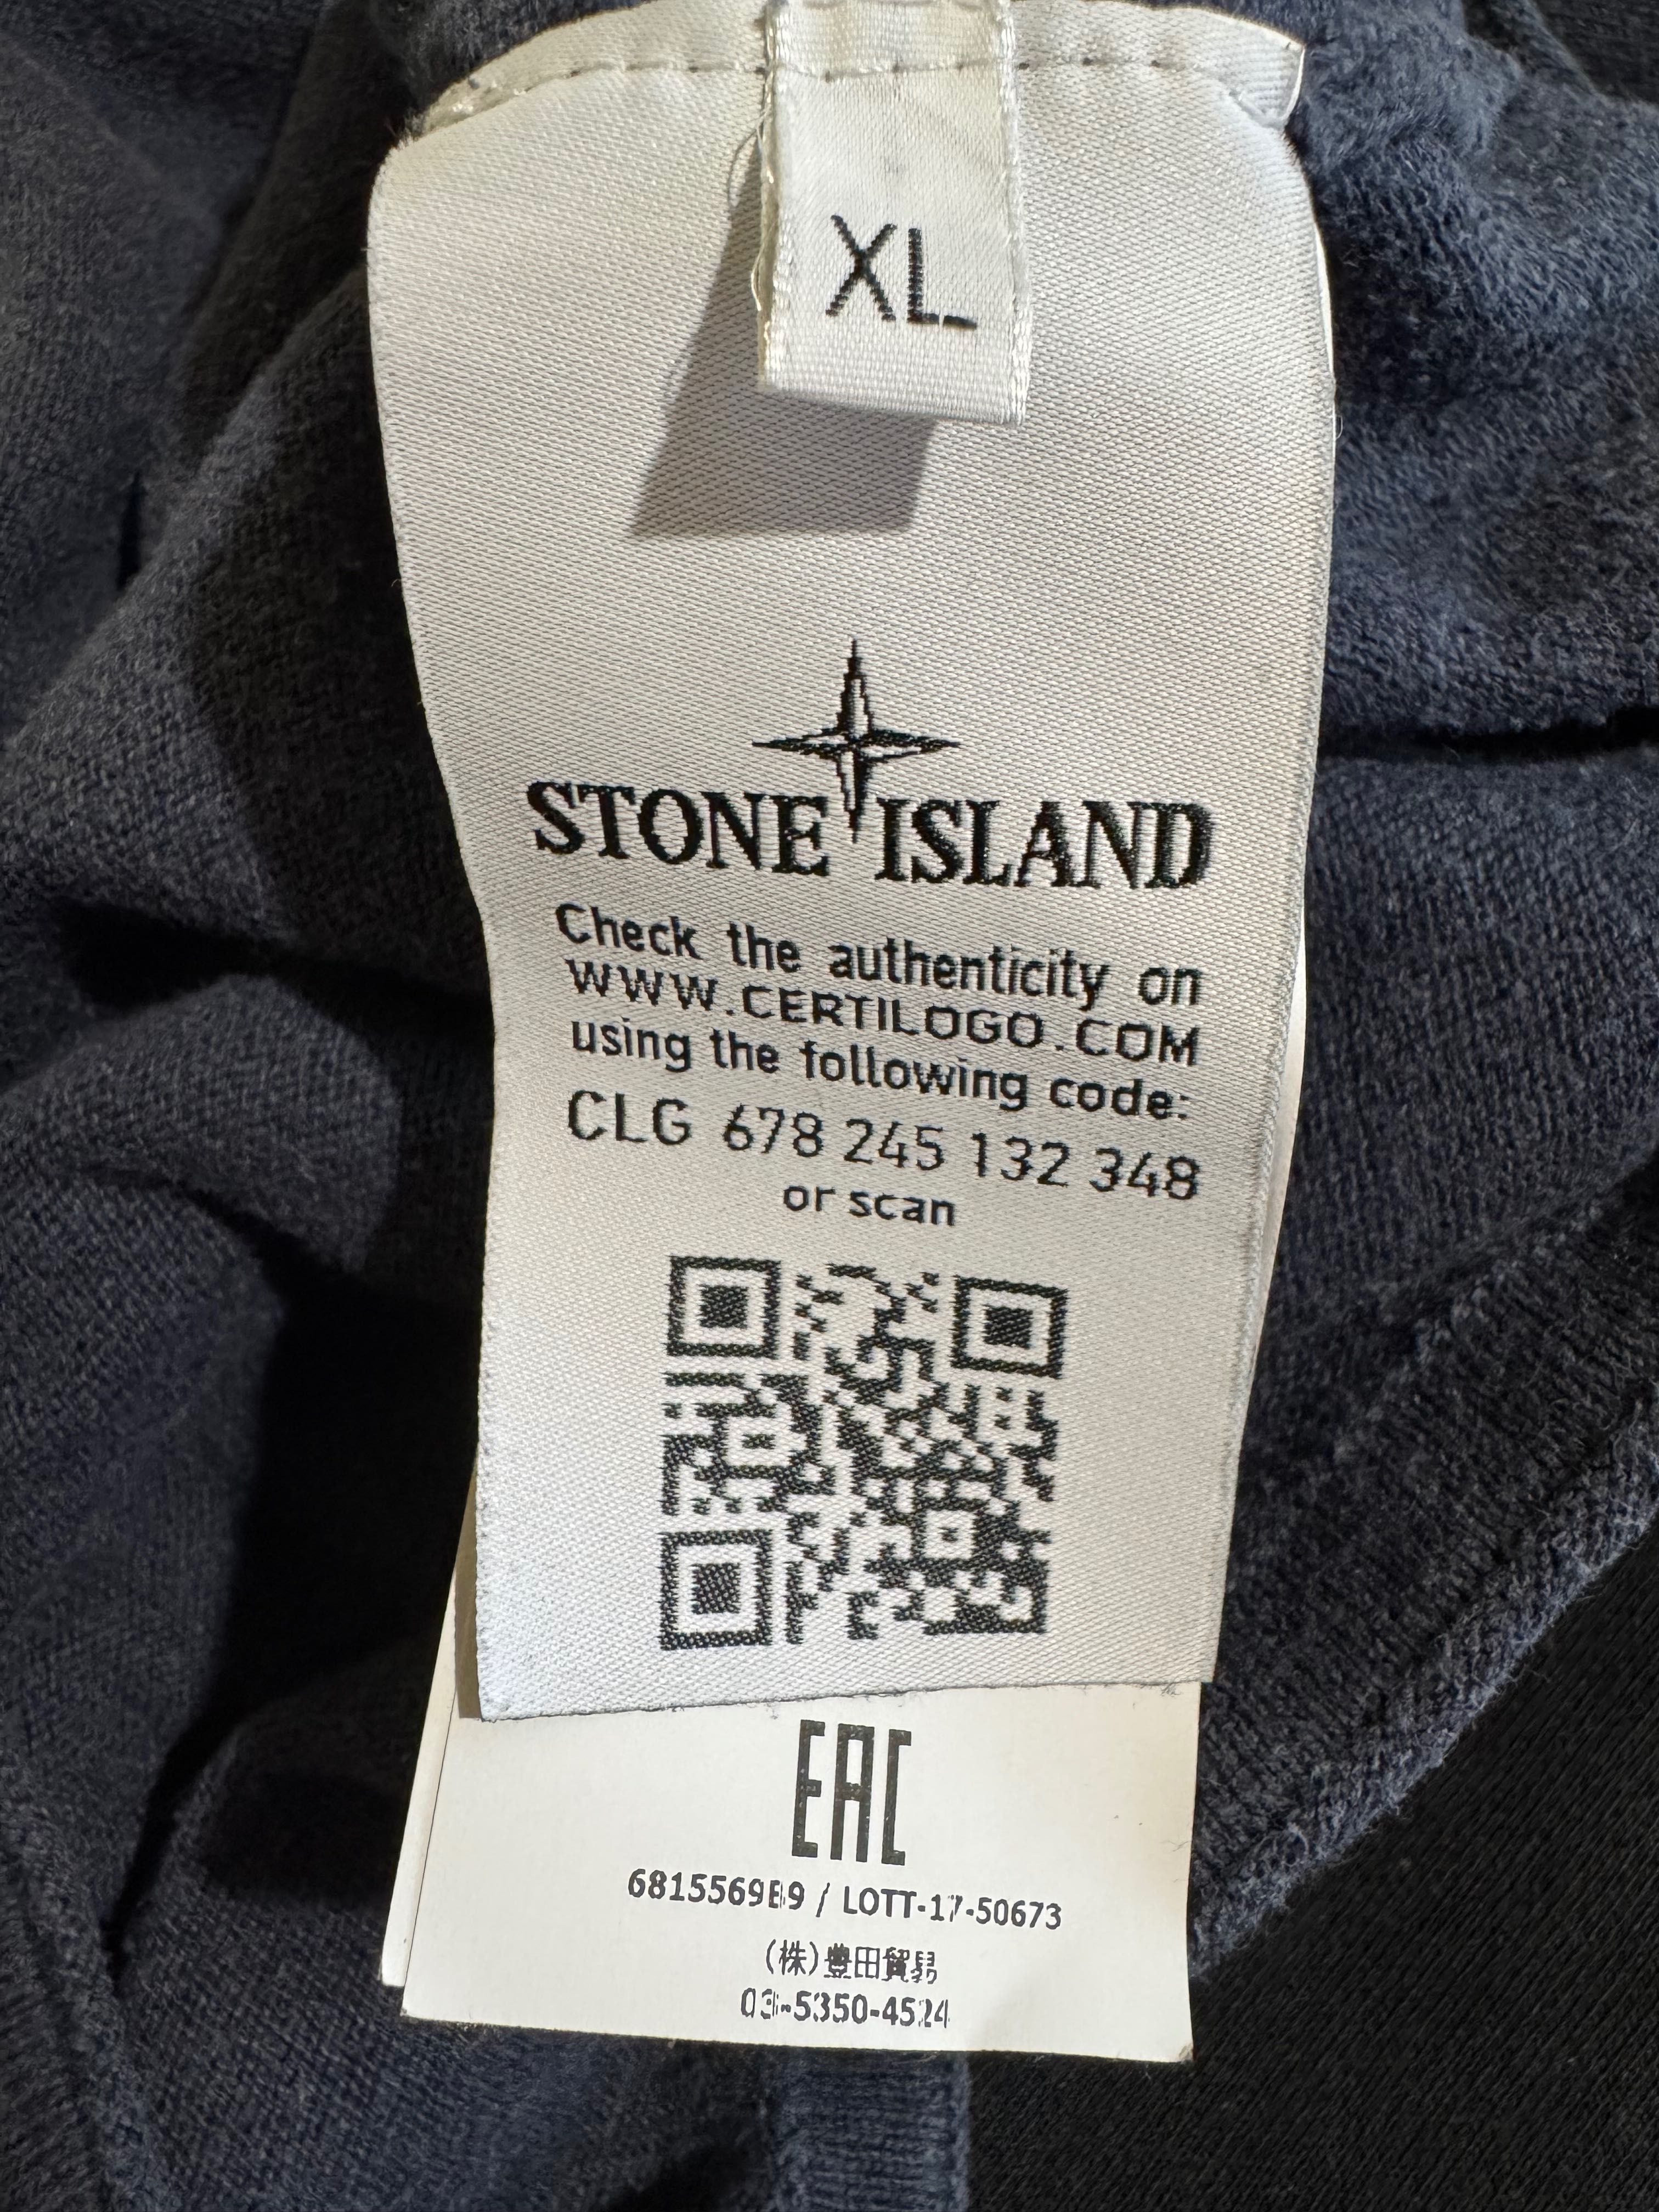 XL
STONE ISLAND
Check the authenticity on
WWW.CERTILOGO.COM
using the following code:
CLG 678 245 132 348
or scan
EAC
6815569B9 / LOTT-17-50673
(株)豊田貿易
03-5350-4524